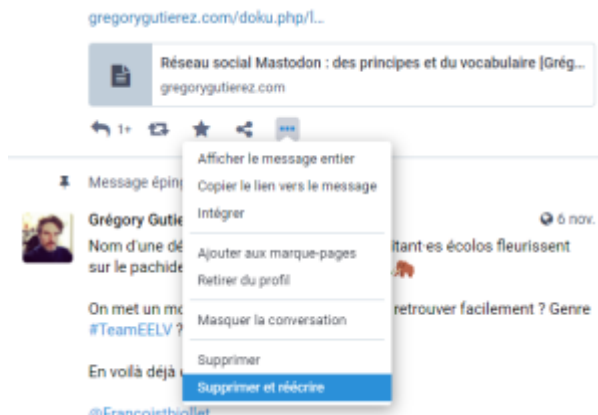 gregorygutierez.com/doku.php/l...
Réseau social Mastodon : des principes et du vocabulaire [Grég...
gregorygutierez.com
1+
Afficher le message entier
Message éping
Copier le lien vers le message
Intégrer
Grégory Gutie
6 nov.
Nom d'une dé
Ajouter aux marque-pages
itant·es écolos fleurissent
sur le pachide
Retirer du profil
On met un mo
retrouver facilement ? Genre
Masquer la conversation
#TeamEELV ?
Supprimer
En voilà déjà
Supprimer et réécrire
@Francoisthiollet